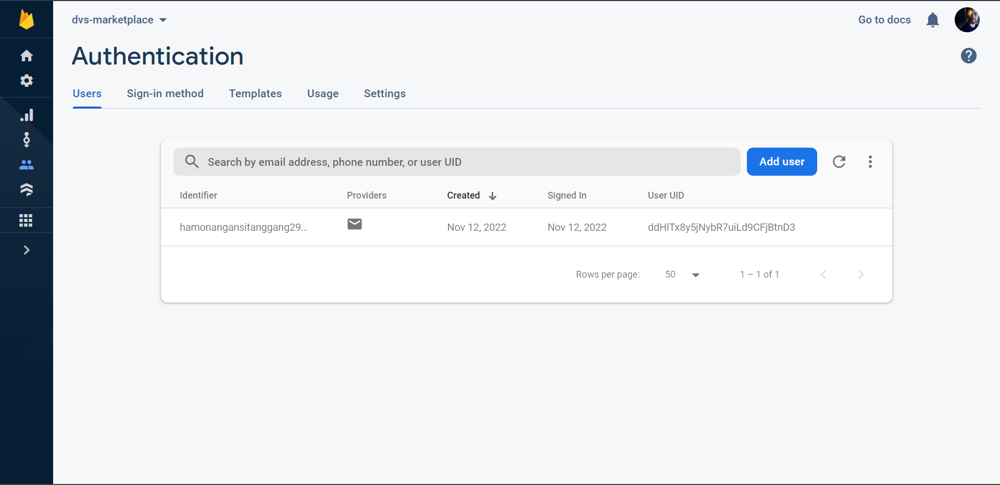 dvs-marketplace
Go to docs
Authentication
?
Users Sign-in method Templates Usage Settings
Search by email address, phone number, or user UID
Add user
Identifier Providers Created Signed In User UID
hamonangansitanggang29... Nov 12, 2022 Nov 12, 2022 ddHlTx8y5jNybR7uiLd9CFjBtnD3
Rows per page: 50 1 – 1 of 1